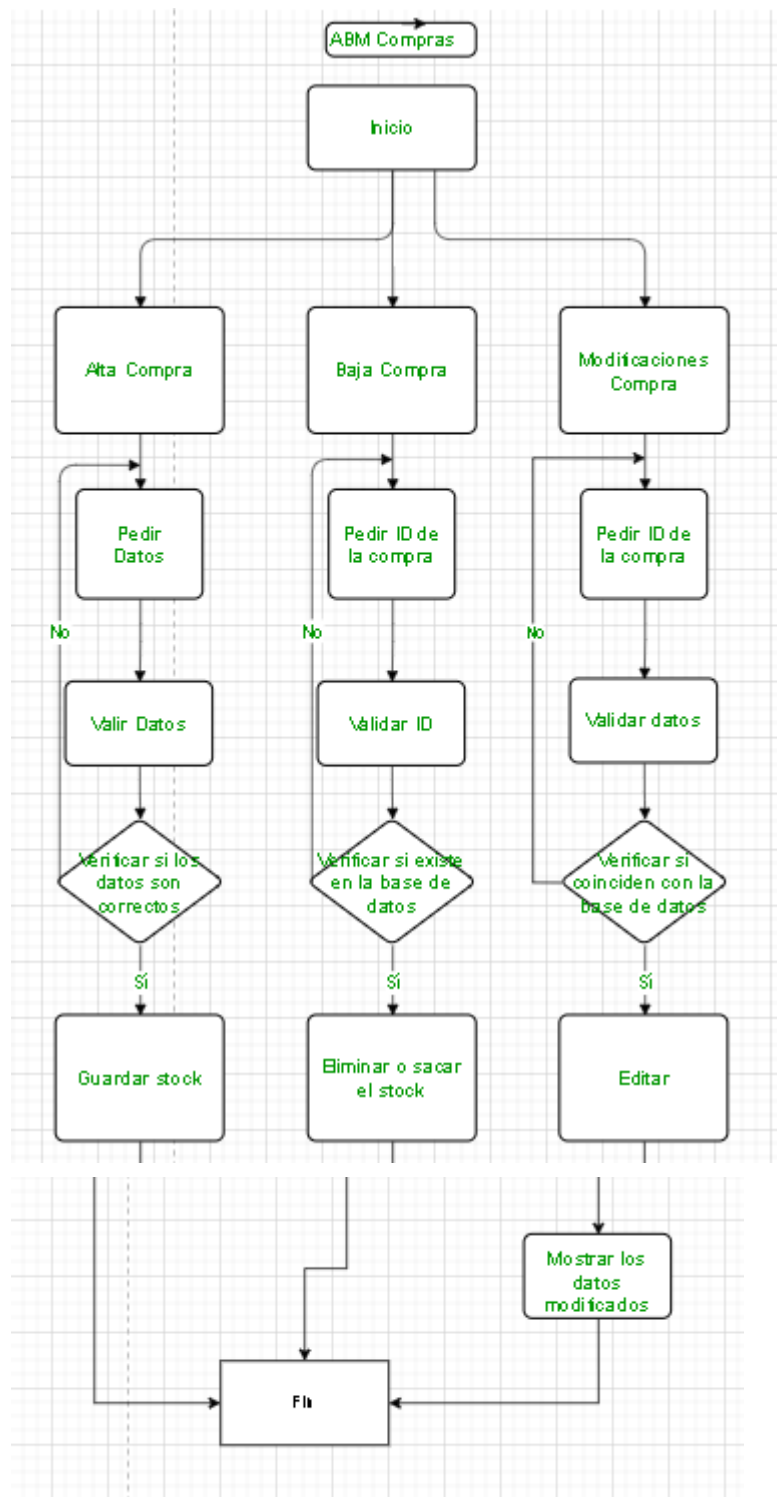 ABM Compras
Inicio
Alta Compra
Baja Compra
Modificaciones
Compra
Pedir
Datos
Pedir ID de
la compra
Pedir ID de
la compra
No
No
No
Valir Datos
Validar ID
Validar datos
Verificar si los
datos son
correctos
Verificar si existe
en la base de
datos
Verificar si
coinciden con la
base de datos
Sí
Sí
Sí
Guardar stock
Eliminar o sacar
el stock
Editar
Mostrar los
datos
modificados
Fin